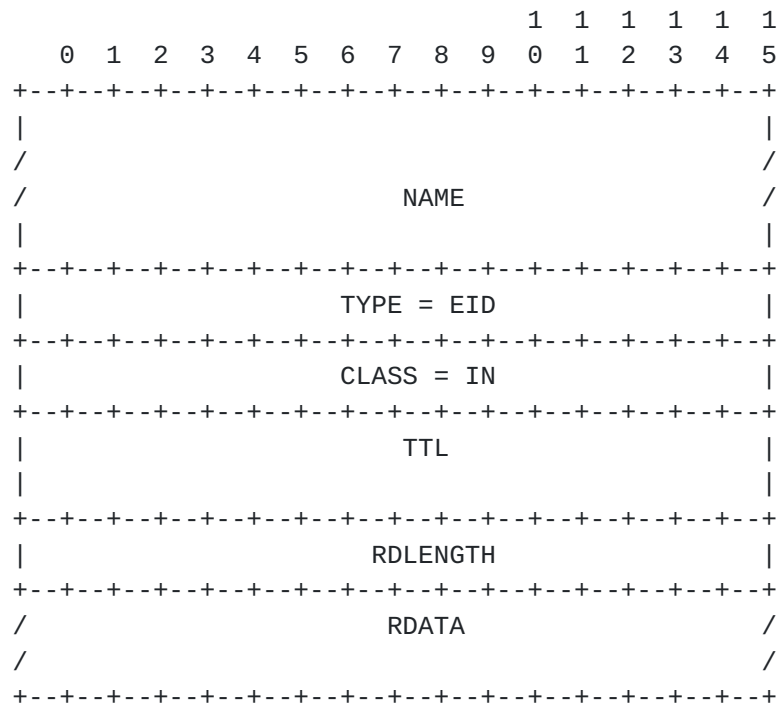 1  1  1  1  1  1
   0  1  2  3  4  5  6  7  8  9  0  1  2  3  4  5
+--+--+--+--+--+--+--+--+--+--+--+--+--+--+--+--+
|                                               |
/                                               /
/                        NAME                   /
|                                               |
+--+--+--+--+--+--+--+--+--+--+--+--+--+--+--+--+
|                    TYPE = EID                 |
+--+--+--+--+--+--+--+--+--+--+--+--+--+--+--+--+
|                    CLASS = IN                 |
+--+--+--+--+--+--+--+--+--+--+--+--+--+--+--+--+
|                        TTL                    |
|                                               |
+--+--+--+--+--+--+--+--+--+--+--+--+--+--+--+--+
|                      RDLENGTH                 |
+--+--+--+--+--+--+--+--+--+--+--+--+--+--+--+--+
/                       RDATA                   /
/                                               /
+--+--+--+--+--+--+--+--+--+--+--+--+--+--+--+--+